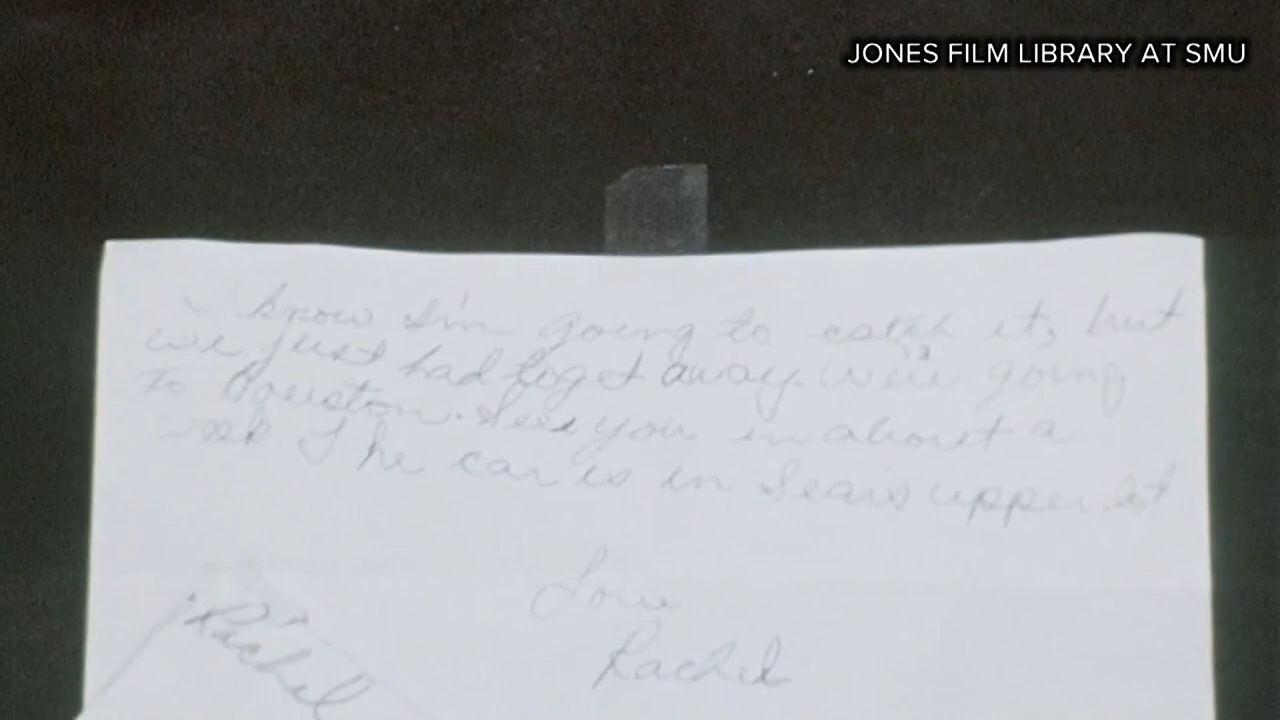 JONES FILM LIBRARY AT SMU
I know I'm going to catch it, but
we just had to get away. We're going
to Houston. See you in about a
week The car is in Sears upper lot
Love
Rachel
Rachel